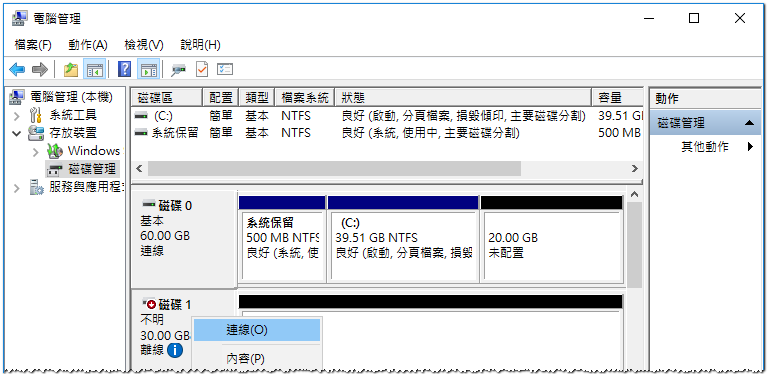 電腦管理
檔案(F) 動作(A) 檢視(V) 說明(H)
電腦管理 (本機)
系統工具
存放裝置
Windows
磁碟管理
服務與應用程式
磁碟區 配置 類型 檔案系統 狀態 容量
(C:) 簡單 基本 NTFS 良好 (啟動, 分頁檔案, 損毀傾印, 主要磁碟分割) 39.51 G
系統保留 簡單 基本 NTFS 良好 (系統, 使用中, 主要磁碟分割) 500 MB
磁碟 0
基本
60.00 GB
連線
系統保留
500 MB NTFS
良好 (系統, 使
(C:)
39.51 GB NTFS
良好 (啟動, 分頁檔案, 損毀
20.00 GB
未配置
磁碟 1
不明
30.00 GB
離線
連線(O)
內容(P)
動作
磁碟管理
其他動作